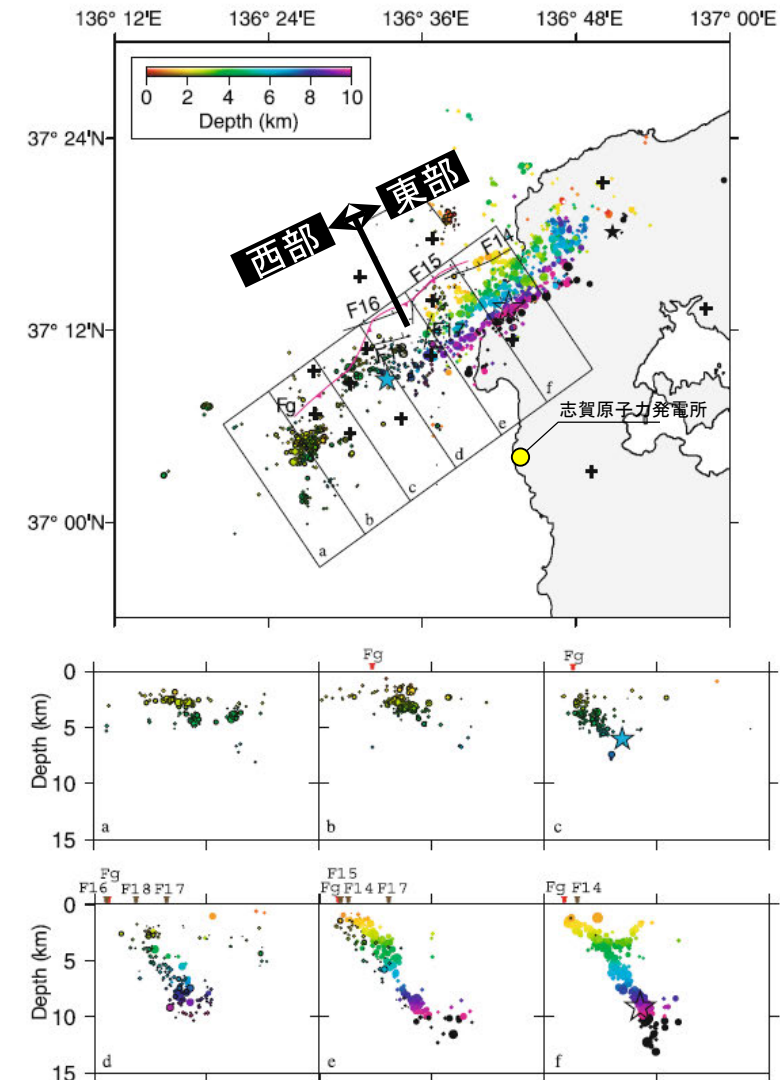 136° 12'E 136° 24'E 136° 36'E 136° 48'E 137° 00'E
0 2 4 6 8 10
Depth (km)
37° 24'N
東部
西部
F14
F15
F16
37° 12'N
Fg
f
志賀原子力発電所
e
d
c
b
37° 00'N
a
Fg Fg
0
5
10
15
Depth (km)
a b c
Fg F15
F16 F18 F17 Fg F14 F17 Fg F14
0
5
10
15
Depth (km)
d e f